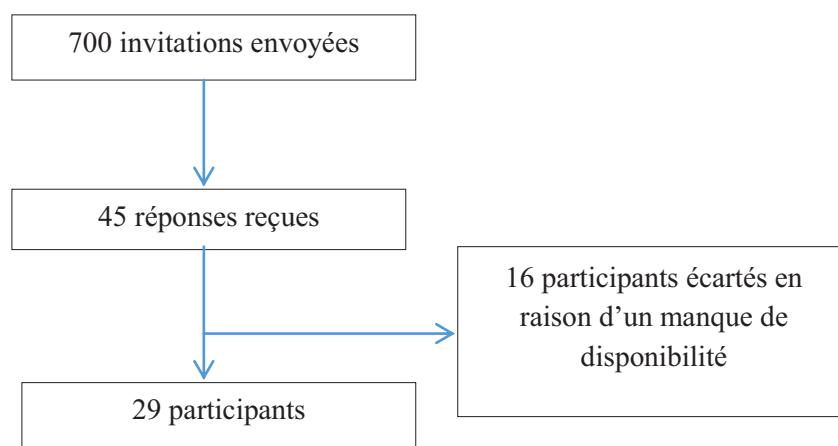 700 invitations envoyées
45 réponses reçues
16 participants écartés en
raison d’un manque de
disponibilité
29 participants